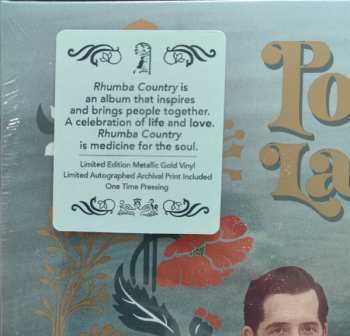 Po
La
Rhumba Country is
an album that inspires
and brings people together.
A celebration of life and love.
Rhumba Country
is medicine for the soul.
Limited Edition Metallic Gold Vinyl
Limited Autographed Archival Print Included
One Time Pressing